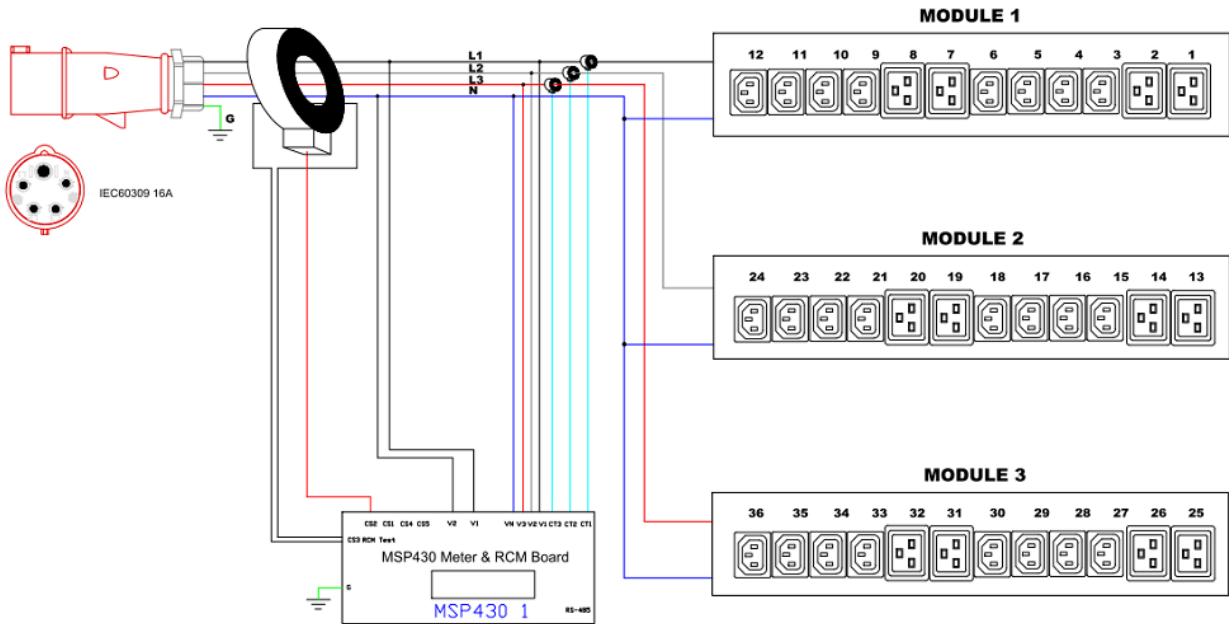 MODULE 1
12 11 10 9 8 7 6 5 4 3 2 1
L1
L2
L3
N
G
IEC60309 16A
MODULE 2
24 23 22 21 20 19 18 17 16 15 14 13
MODULE 3
36 35 34 33 32 31 30 29 28 27 26 25
CS2 CS1 CS4 CS5 V2 V1 VN V3 V2 V1 CT3 CT2 CT1
CS3 RCM Test
MSP430 Meter & RCM Board
G
MSP430 1
RS-485